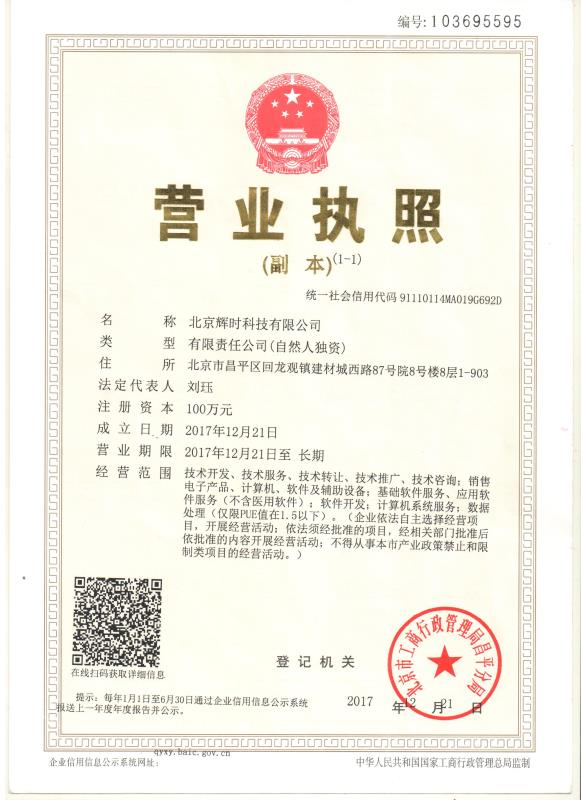 编号:103695595
营业执照
(副 本)(1-1)
统一社会信用代码 91110114MA019G692D
名 称 北京辉时科技有限公司
类 型 有限责任公司(自然人独资)
住 所 北京市昌平区回龙观镇建材城西路87号院8号楼8层1-903
法定代表人 刘珏
注册资本 100万元
成立日期 2017年12月21日
营业期限 2017年12月21日至 长期
经营范围 技术开发、技术服务、技术转让、技术推广、技术咨询；销售
电子产品、计算机、软件及辅助设备；基础软件服务、应用软
件服务（不含医用软件）；软件开发；计算机系统服务；数据
处理（仅限PUE值在1.5以下）。（企业依法自主选择经营项
目，开展经营活动；依法须经批准的项目，经相关部门批准后
依批准的内容开展经营活动；不得从事本市产业政策禁止和限
制类项目的经营活动。）
在线扫码获取详细信息
登记机关
北京市工商行政管理局昌平分局
提示：每年1月1日至6月30日通过企业信用信息公示系统
报送上一年度年度报告并公示。
2017 年 12 月 21 日
qyxy.baic.gov.cn
企业信用信息公示系统网址：
中华人民共和国国家工商行政管理总局监制